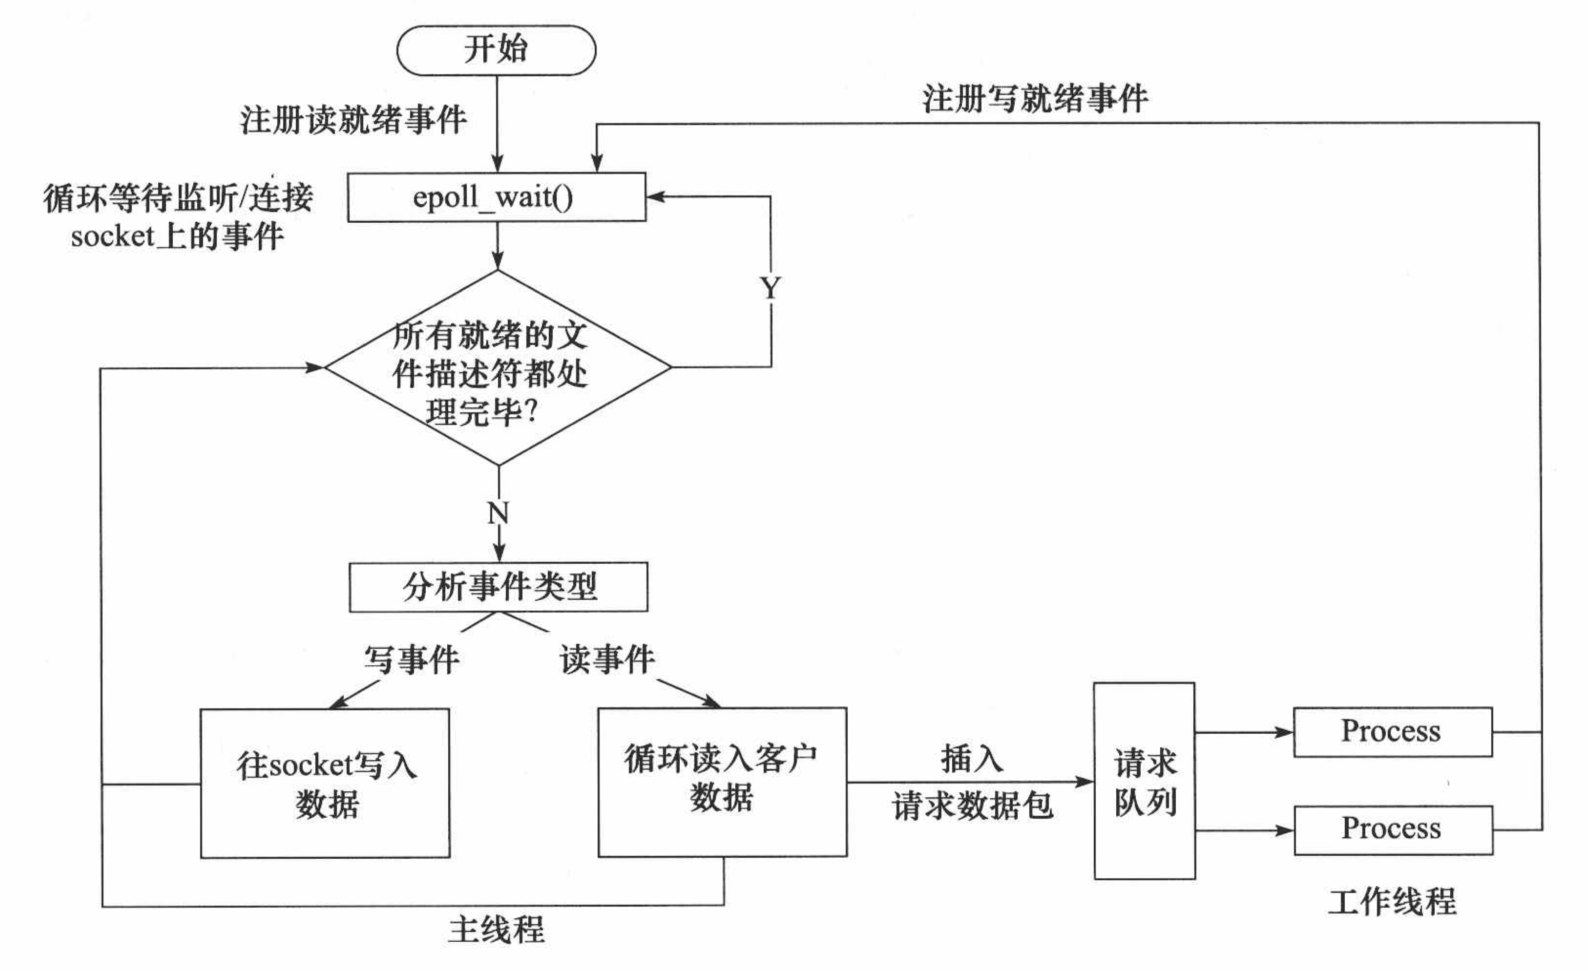 开始
注册读就绪事件
注册写就绪事件
循环等待监听/连接
socket上的事件
epoll_wait()
Y
所有就绪的文
件描述符都处
理完毕?
N
分析事件类型
写事件
读事件
往socket写入
数据
循环读入客户
数据
插入
请求数据包
请求
队列
Process
Process
工作线程
主线程